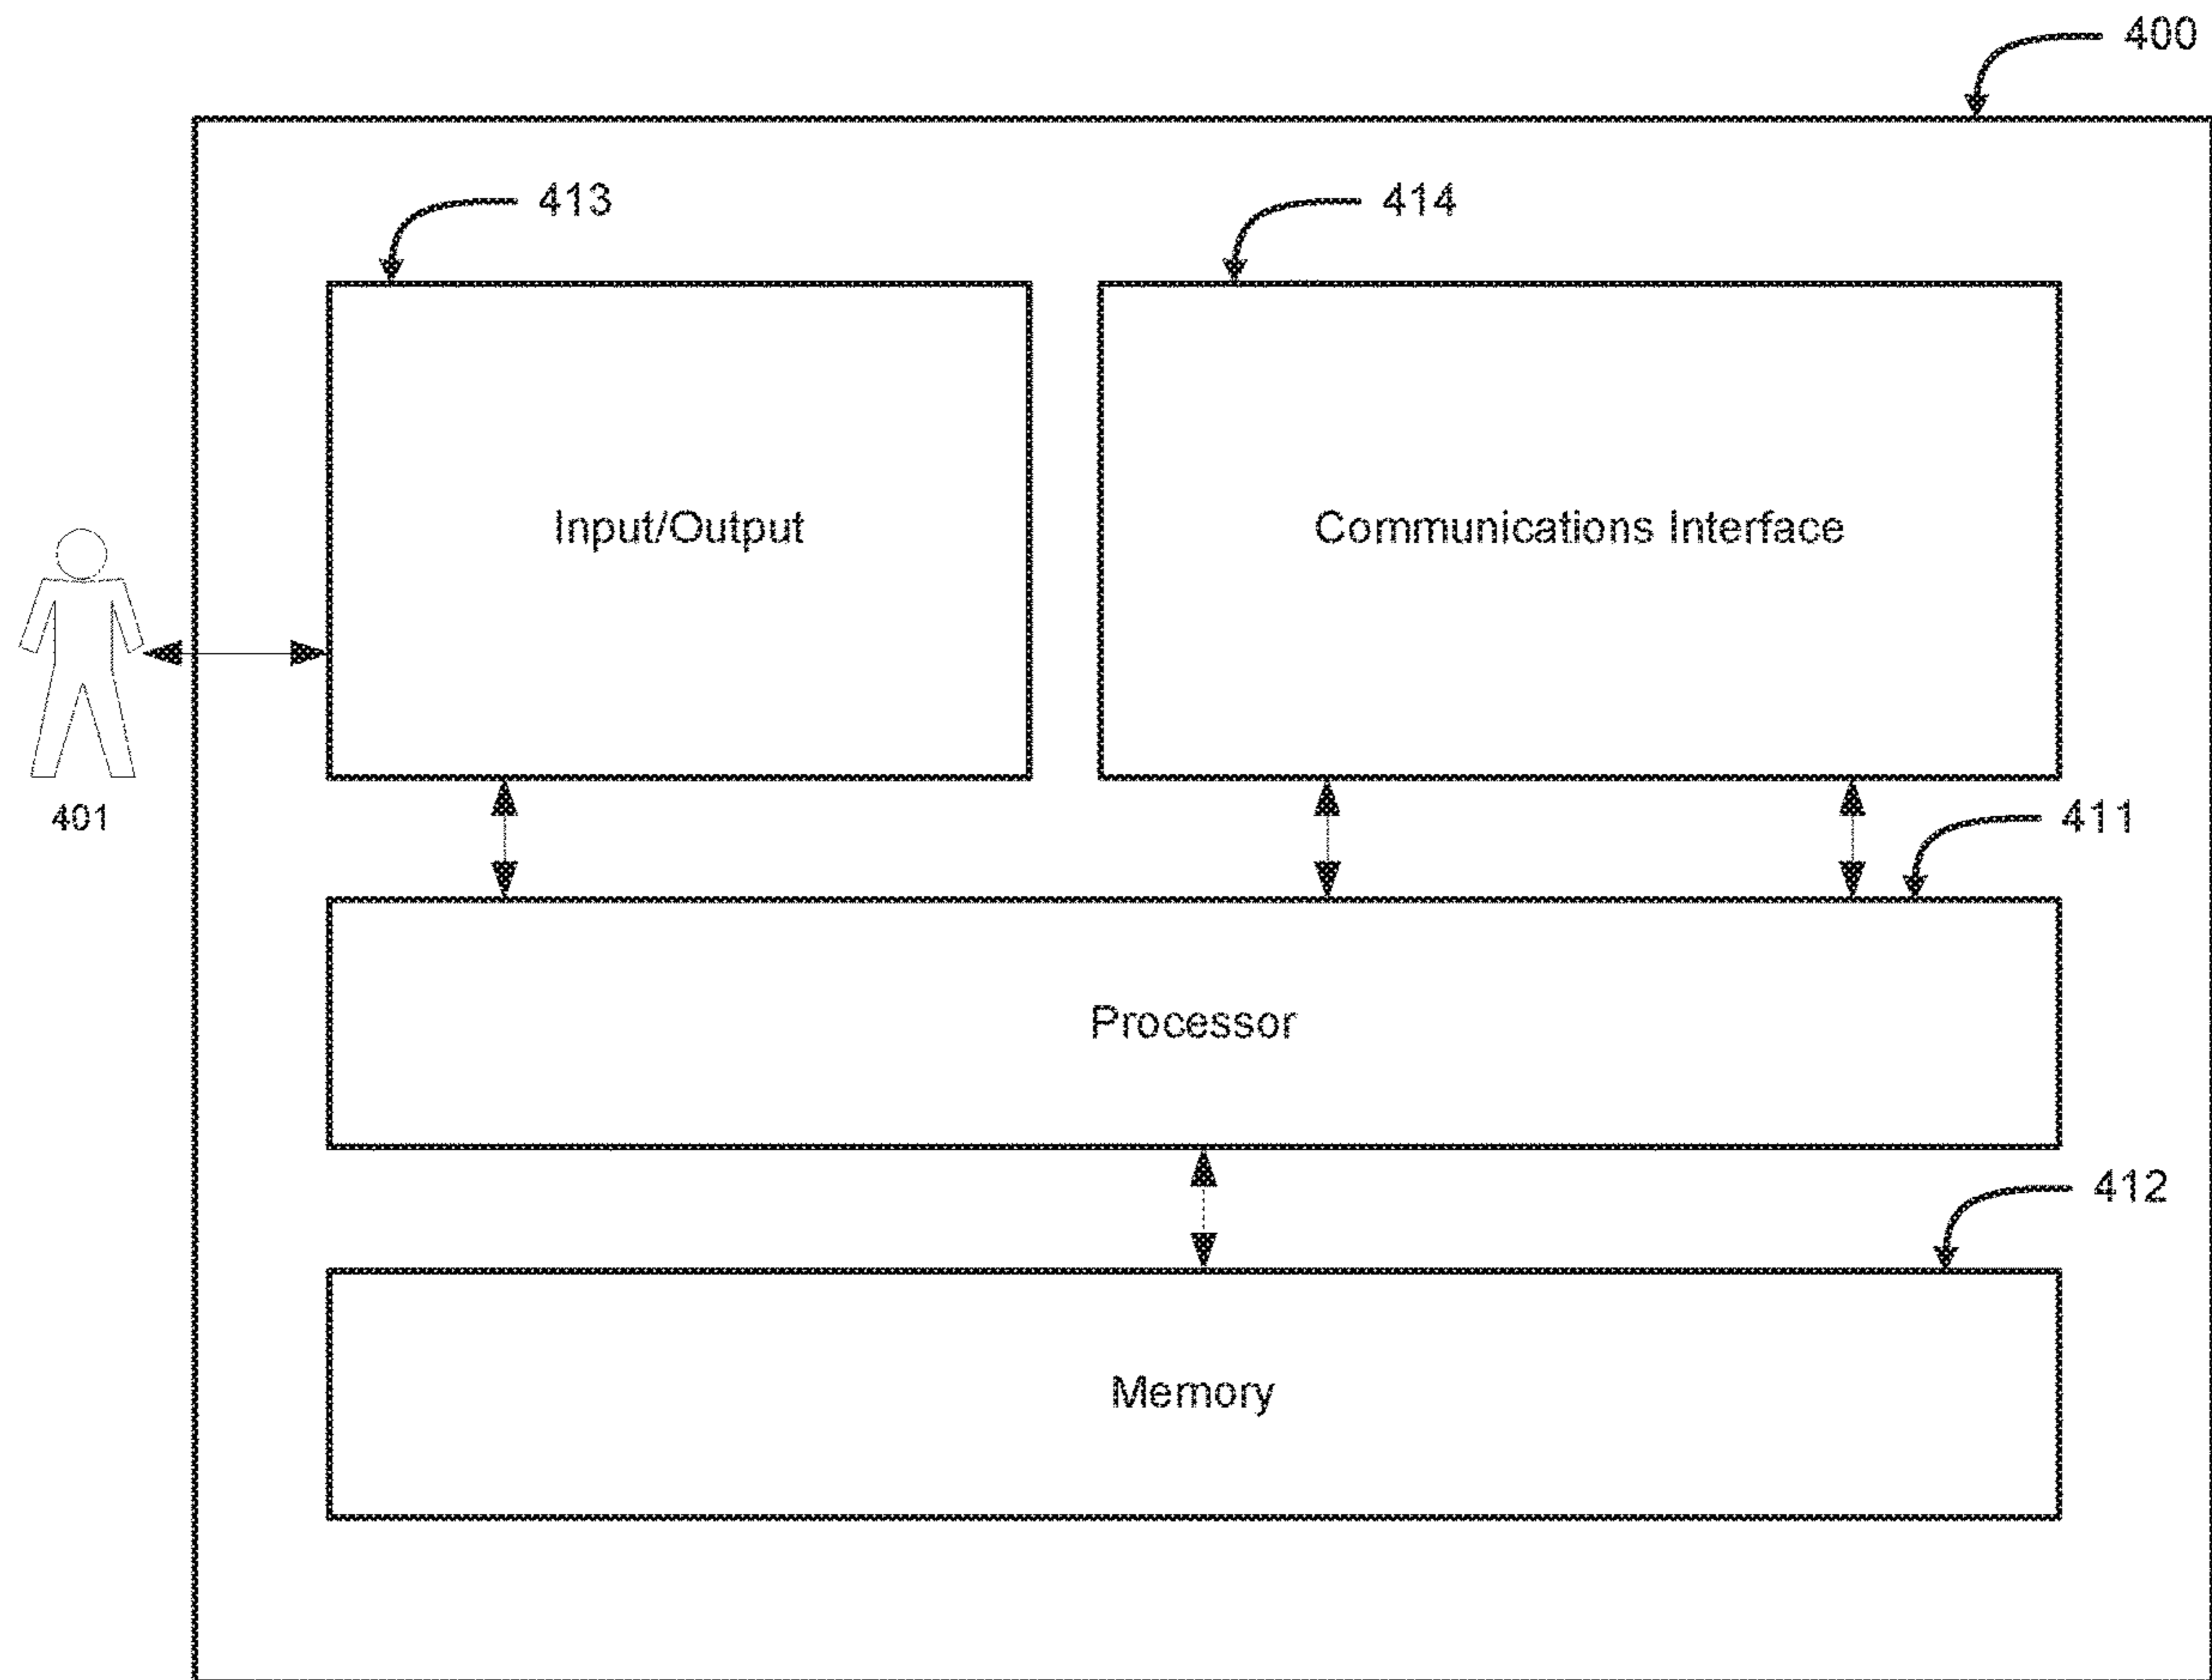 400
413
414
Input/Output
Communications Interface
401
411
Processor
412
Memory